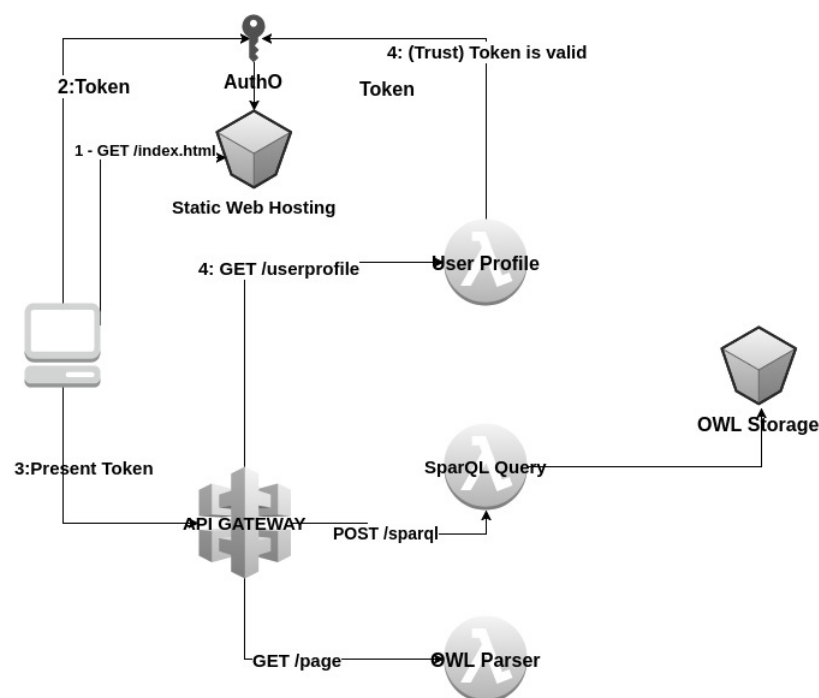 4: (Trust) Token is valid
2:Token
AuthO
Token
1 - GET /index.html
Static Web Hosting
4: GET /userprofile
User Profile
OWL Storage
3:Present Token
SparQL Query
API GATEWAY
POST /sparql
GET /page
OWL Parser